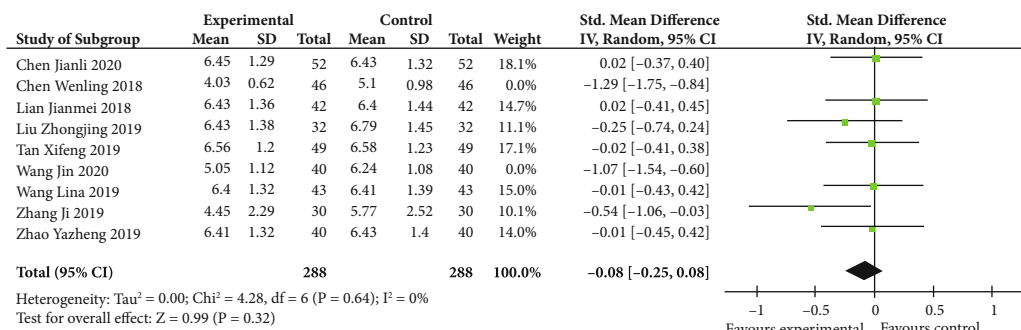 Experimental Control Std. Mean Difference Std. Mean Difference
Study of Subgroup Mean SD Total Mean SD Total Weight IV, Random, 95% CI IV, Random, 95% CI
Chen Jianli 2020 6.45 1.29 52 6.43 1.32 52 18.1% 0.02 [−0.37, 0.40]
Chen Wenling 2018 4.03 0.62 46 5.1 0.98 46 0.0% −1.29 [−1.75, −0.84]
Lian Jianmei 2018 6.43 1.36 42 6.4 1.44 42 14.7% 0.02 [−0.41, 0.45]
Liu Zhongjing 2019 6.43 1.38 32 6.79 1.45 32 11.1% −0.25 [−0.74, 0.24]
Tan Xifeng 2019 6.56 1.2 49 6.58 1.23 49 17.1% −0.02 [−0.41, 0.38]
Wang Jin 2020 5.05 1.12 40 6.24 1.08 40 0.0% −1.07 [−1.54, −0.60]
Wang Lina 2019 6.4 1.32 43 6.41 1.39 43 15.0% −0.01 [−0.43, 0.42]
Zhang Ji 2019 4.45 2.29 30 5.77 2.52 30 10.1% −0.54 [−1.06, −0.03]
Zhao Yazheng 2019 6.41 1.32 40 6.43 1.4 40 14.0% −0.01 [−0.45, 0.42]
Total (95% CI) 288 288 100.0% −0.08 [−0.25, 0.08]
Heterogeneity: Tau² = 0.00; Chi² = 4.28, df = 6 (P = 0.64); I² = 0%
Test for overall effect: Z = 0.99 (P = 0.32)
−1 −0.5 0 0.5 1
Favours experimental Favours control